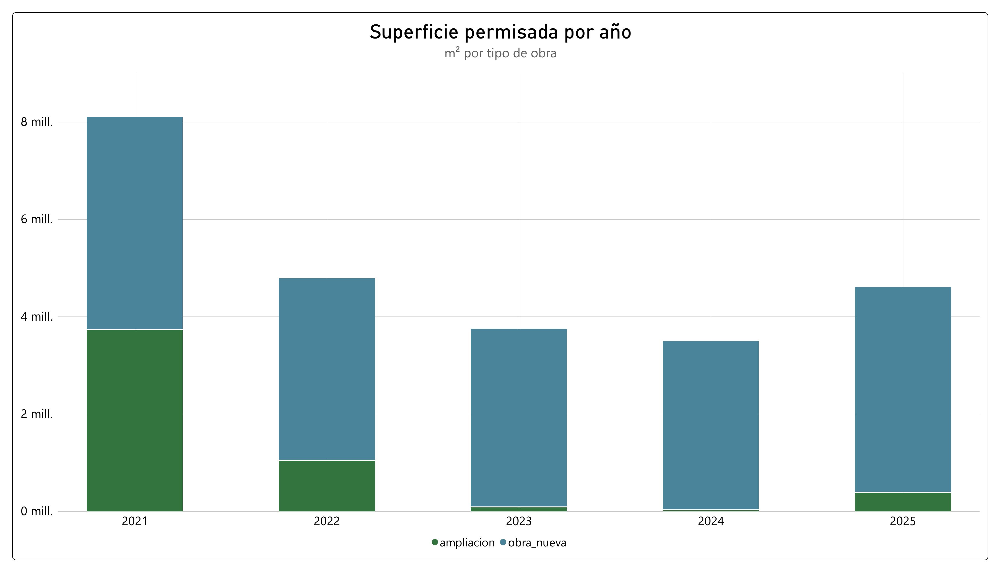 Superficie permisada por año
m² por tipo de obra
8 mill.
6 mill.
4 mill.
2 mill.
0 mill.
2021 2022 2023 2024 2025
ampliacion obra_nueva